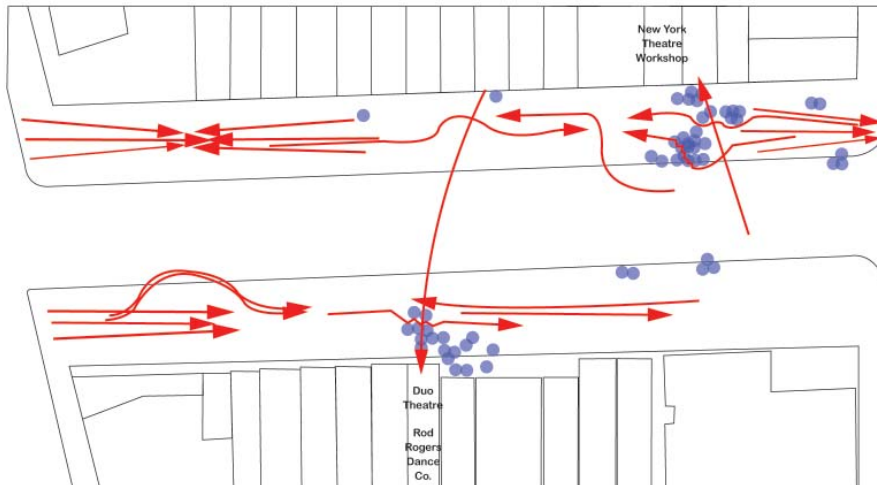 New York
Theatre
Workshop
Duo
Theatre
Rod
Rogers
Dance
Co.